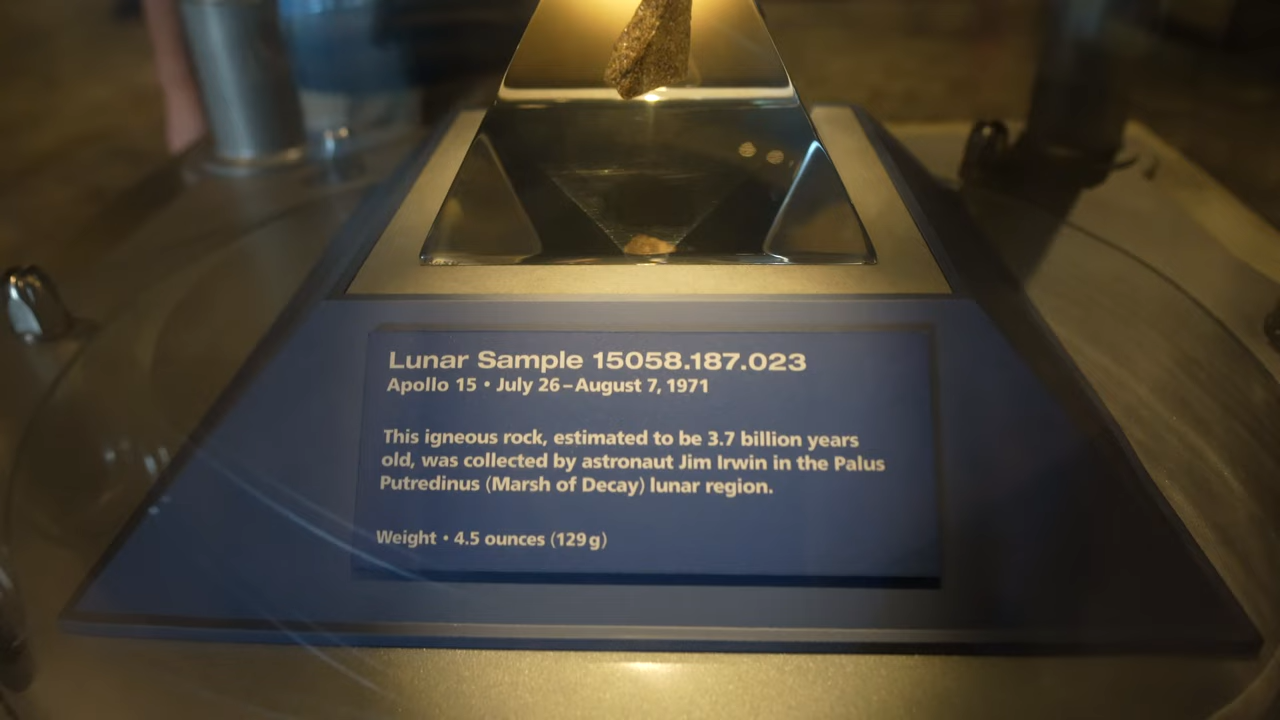 Lunar Sample 15058.187.023
Apollo 15 • July 26–August 7, 1971
This igneous rock, estimated to be 3.7 billion years
old, was collected by astronaut Jim Irwin in the Palus
Putredinus (Marsh of Decay) lunar region.
Weight • 4.5 ounces (129 g)